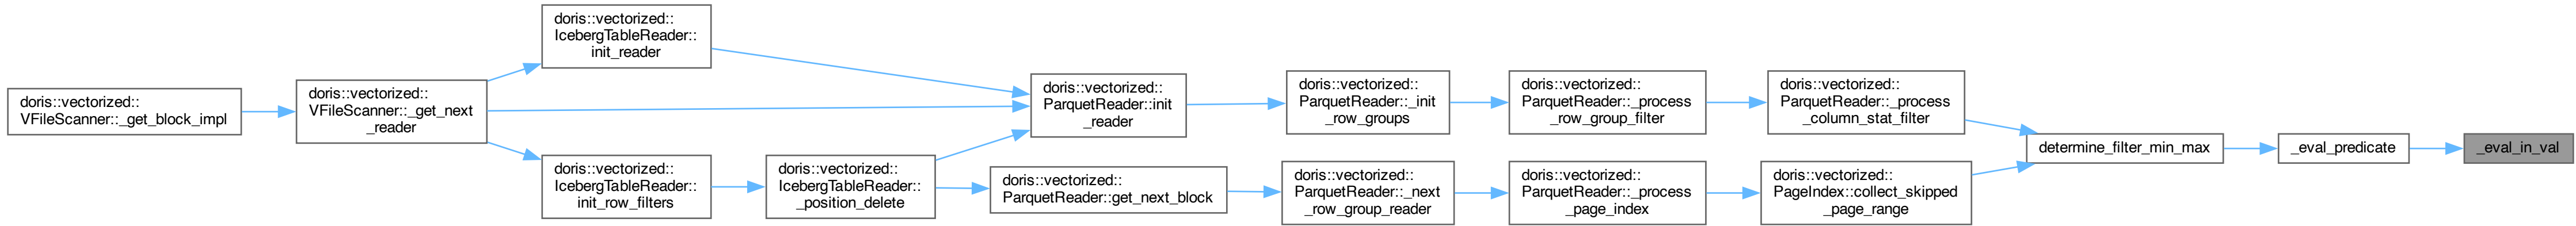 doris::vectorized::
VFileScanner::_get_block_impl
doris::vectorized::
VFileScanner::_get_next
_reader
doris::vectorized::
IcebergTableReader::
init_reader
doris::vectorized::
IcebergTableReader::
init_row_filters
doris::vectorized::
IcebergTableReader::
_position_delete
doris::vectorized::
ParquetReader::init
_reader
doris::vectorized::
ParquetReader::get_next_block
doris::vectorized::
ParquetReader::_init
_row_groups
doris::vectorized::
ParquetReader::_next
_row_group_reader
doris::vectorized::
ParquetReader::_process
_row_group_filter
doris::vectorized::
ParquetReader::_process
_page_index
doris::vectorized::
ParquetReader::_process
_column_stat_filter
doris::vectorized::
PageIndex::collect_skipped
_page_range
determine_filter_min_max
_eval_predicate
_eval_in_val